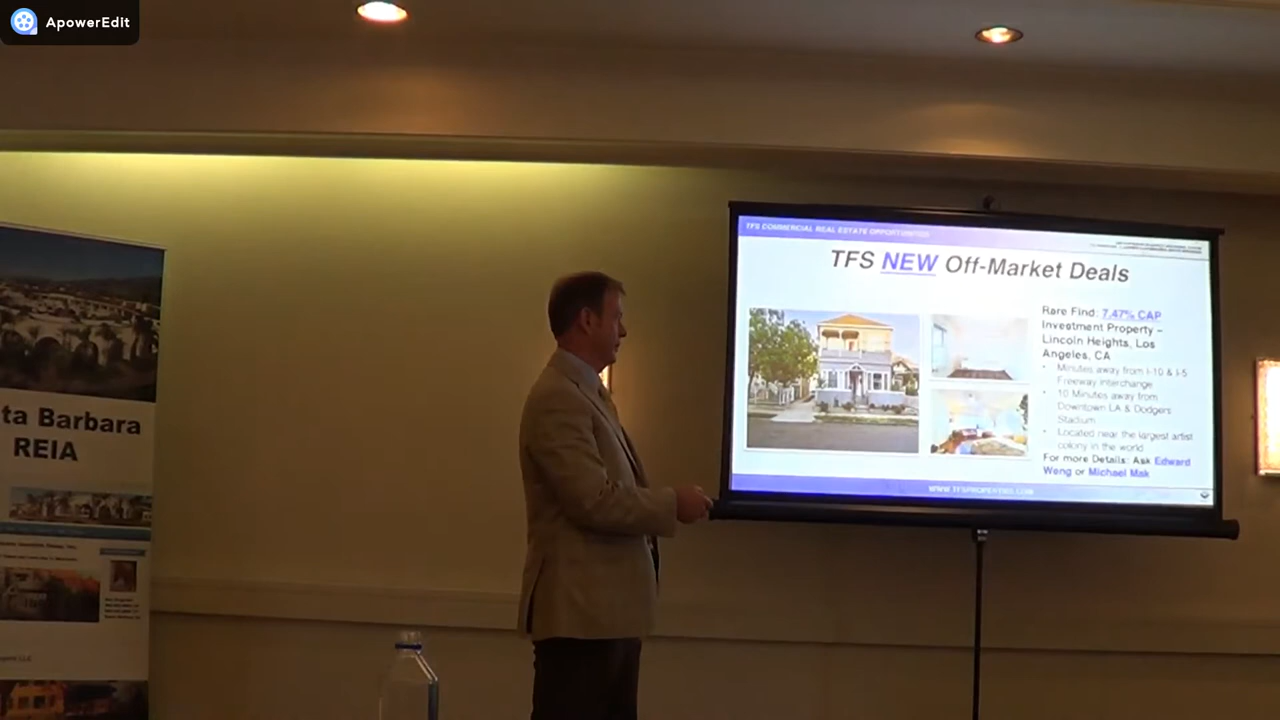 ApowerEdit
TFS COMMERCIAL REAL ESTATE OPPORTUNITIES
TFS NEW Off-Market Deals
Rare Find: 7.47% CAP
Investment Property –
Lincoln Heights, Los
Angeles, CA
• Minutes away from I-10 & I-5
Freeway interchange
• 10 Minutes away from
Downtown LA & Dodgers
Stadium
• Located near the largest artist
colony in the world
For more Details: Ask Edward
Weng or Michael Mak
ta Barbara
REIA